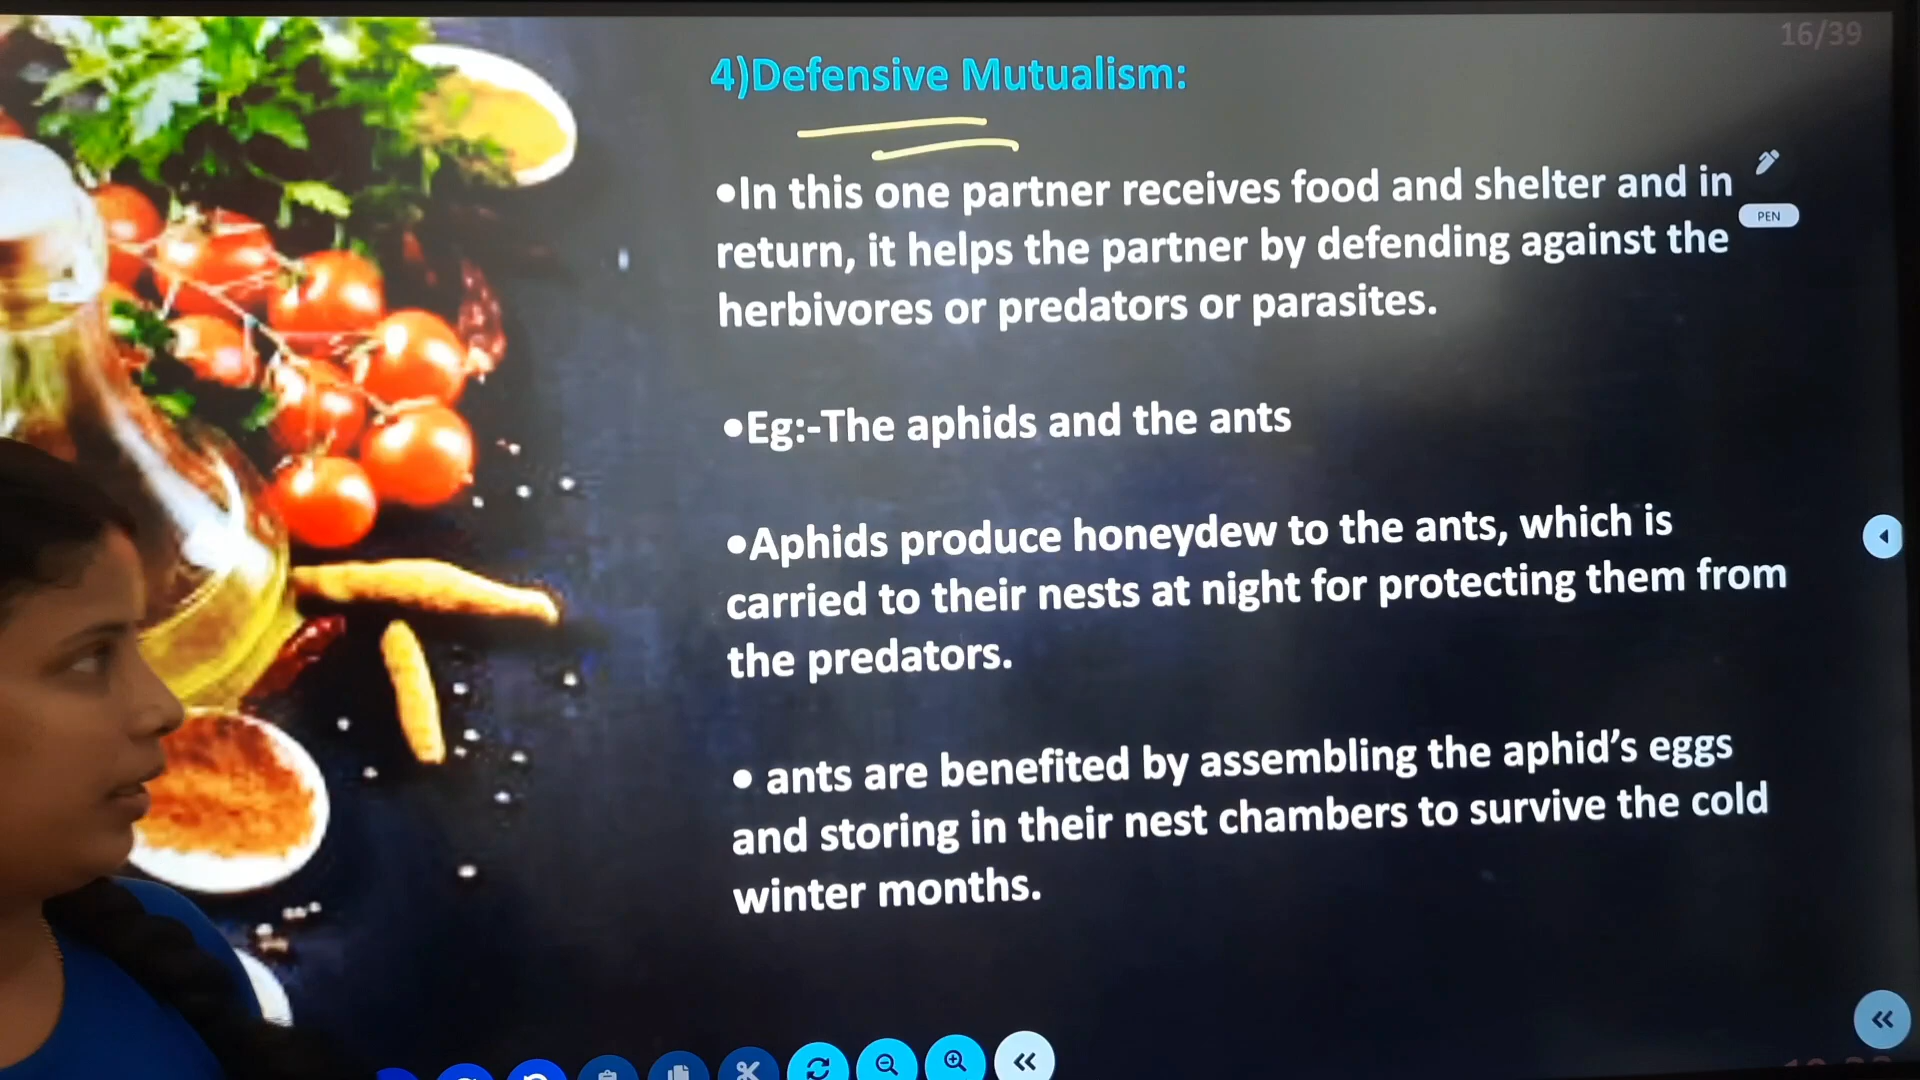 16/39
4)Defensive Mutualism:
•In this one partner receives food and shelter and in
PEN
return, it helps the partner by defending against the
herbivores or predators or parasites.
•Eg:-The aphids and the ants
•Aphids produce honeydew to the ants, which is
carried to their nests at night for protecting them from
the predators.
• ants are benefited by assembling the aphid’s eggs
and storing in their nest chambers to survive the cold
winter months.